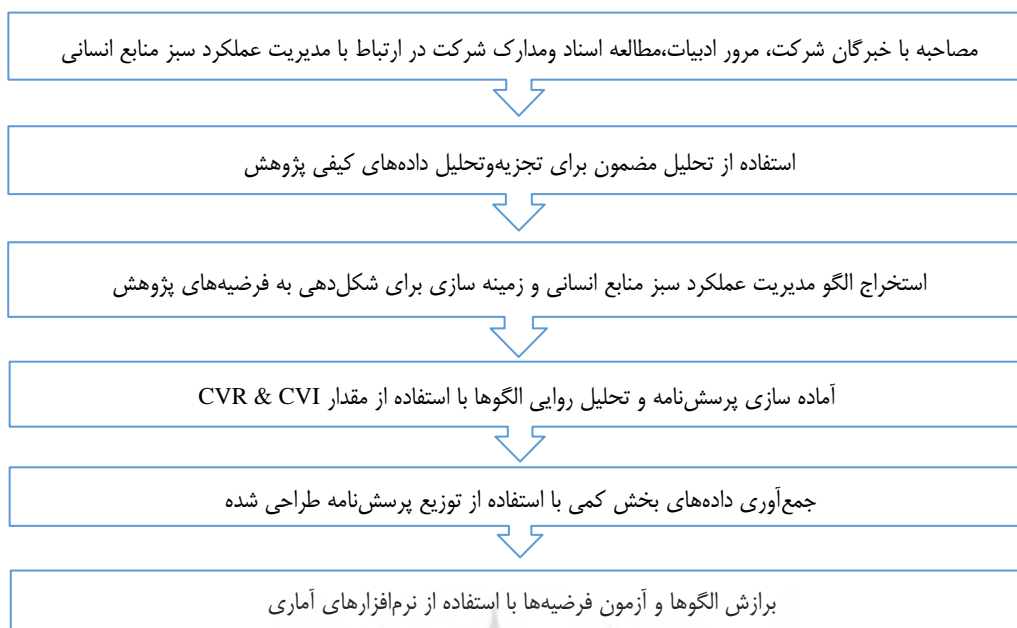 مصاحبه با خبرگان شرکت، مرور ادبیات،مطالعه اسناد ومدارک شرکت در ارتباط با مدیریت عملکرد سبز منابع انسانی
استفاده از تحلیل مضمون برای تجزیه‌وتحلیل داده‌های کیفی پژوهش
استخراج الگو مدیریت عملکرد سبز منابع انسانی و زمینه سازی برای شکل‌دهی به فرضیه‌های پژوهش
آماده سازی پرسش‌نامه و تحلیل روایی الگوها با استفاده از مقدار CVR & CVI
جمع‌آوری داده‌های بخش کمی با استفاده از توزیع پرسش‌نامه طراحی شده
برازش الگوها و آزمون فرضیه‌ها با استفاده از نرم‌افزارهای آماری